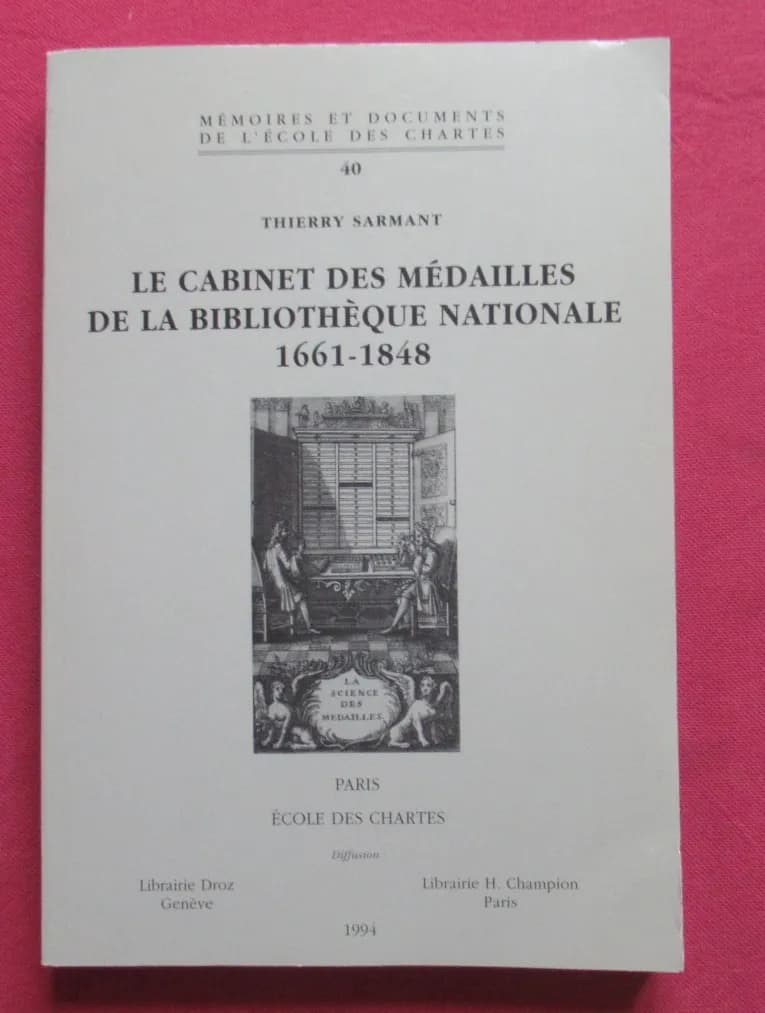 MÉMOIRES ET DOCUMENTS
DE L'ÉCOLE DES CHARTES
40
THIERRY SARMANT
LE CABINET DES MÉDAILLES
DE LA BIBLIOTHÈQUE NATIONALE
1661-1848
LA
SCIENCE
DES
MEDAILLES.
PARIS
ÉCOLE DES CHARTES
Diffusion
Librairie Droz
Genève
Librairie H. Champion
Paris
1994